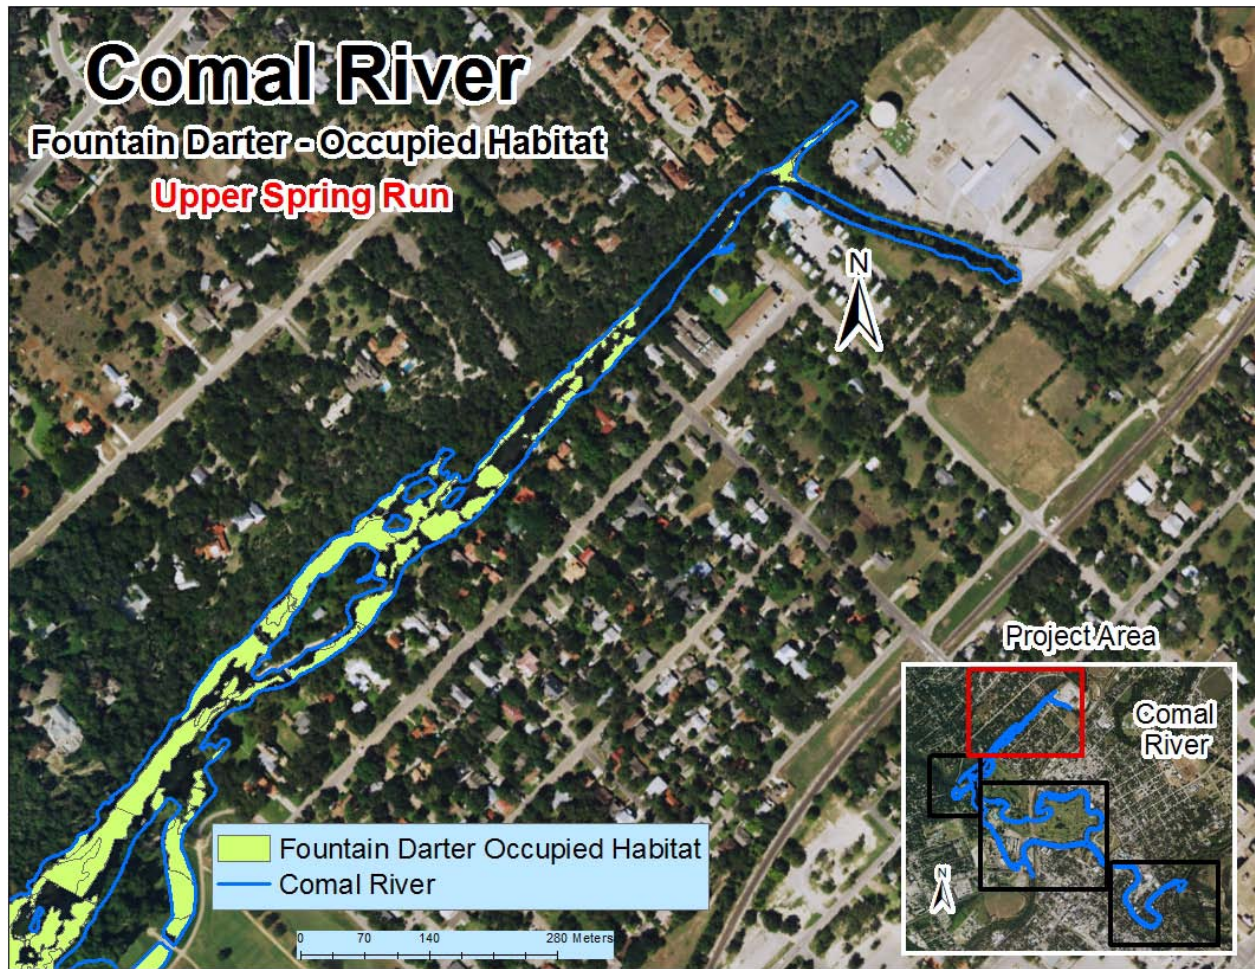 Comal River
Fountain Darter - Occupied Habitat
Upper Spring Run
N
Project Area
Comal
River
N
Fountain Darter Occupied Habitat
Comal River
0 70 140 280 Meters